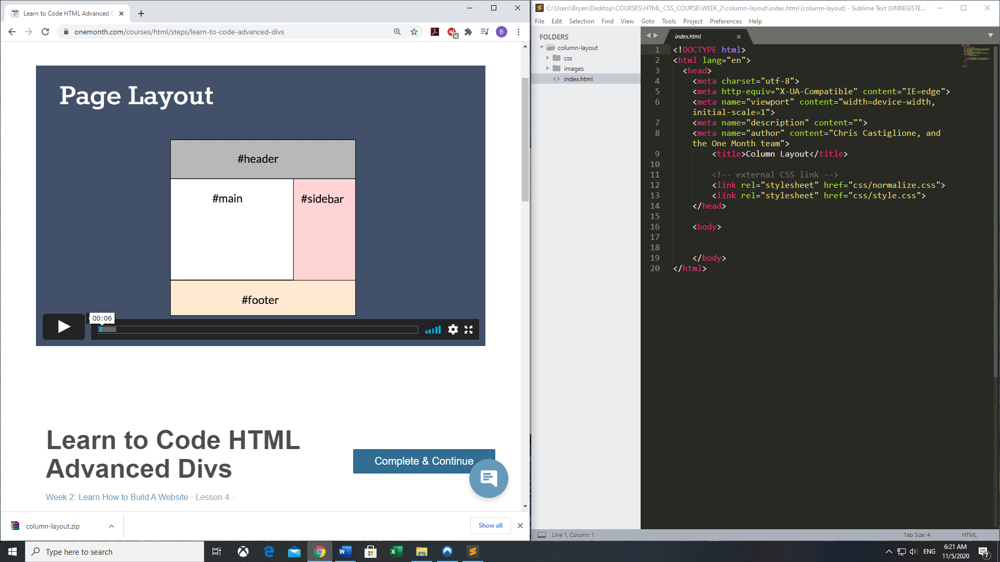 Learn to Code HTML Advanced D
onemonth.com/courses/html/steps/learn-to-code-advanced-divs
B
Page Layout
#header
#main
#sidebar
#footer
00:06
Learn to Code HTML
Advanced Divs
Complete & Continue
Week 2: Learn How to Build A Website · Lesson 4 ·
column-layout.zip
Show all
C:\Users\Bryan\Desktop\COURSES\HTML_CSS_COURSE\WEEK_2\column-layout\index.html (column-layout) - Sublime Text (UNREGISTE...
File Edit Selection Find View Goto Tools Project Preferences Help
FOLDERS
column-layout
css
images
<> index.html
index.html
1 <!DOCTYPE html>
2 <html lang="en">
3 <head>
4 <meta charset="utf-8">
5 <meta http-equiv="X-UA-Compatible" content="IE=edge">
6 <meta name="viewport" content="width=device-width,
initial-scale=1">
7 <meta name="description" content="">
8 <meta name="author" content="Chris Castiglione, and
the One Month team">
9 <title>Column Layout</title>
10
11 <!-- external CSS link -->
12 <link rel="stylesheet" href="css/normalize.css">
13 <link rel="stylesheet" href="css/style.css">
14 </head>
15
16 <body>
17
18
19 </body>
20 </html>
Line 1, Column 1
Tab Size: 4
HTML
Type here to search
ENG
6:21 AM
11/5/2020
7